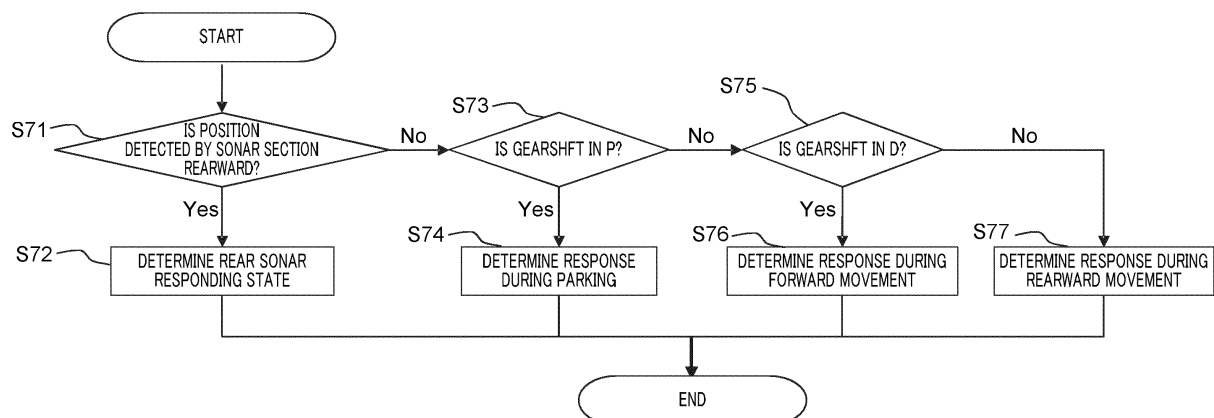 START
S71
IS POSITION
DETECTED BY SONAR SECTION
REARWARD?
No
S73
IS GEARSHFT IN P?
No
S75
IS GEARSHFT IN D?
No
Yes
Yes
Yes
S72
DETERMINE REAR SONAR
RESPONDING STATE
S74
DETERMINE RESPONSE
DURING PARKING
S76
DETERMINE RESPONSE DURING
FORWARD MOVEMENT
S77
DETERMINE RESPONSE DURING
REARWARD MOVEMENT
END